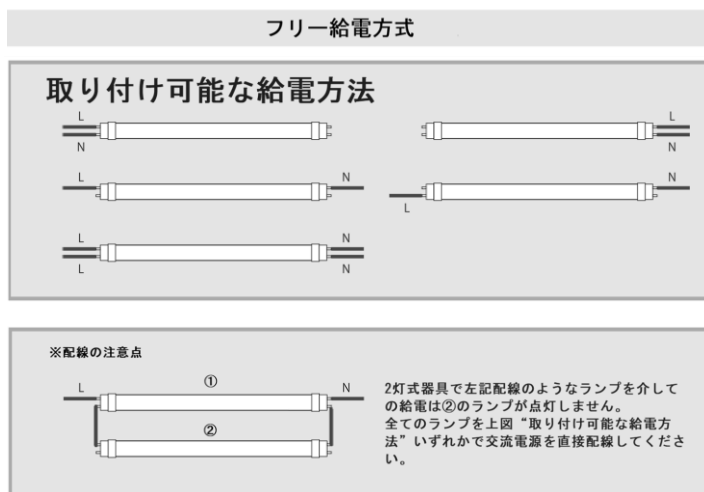 フリー給電方式
取り付け可能な給電方法
L
N
L
N
L
N
N
L
L
N
L
N
※配線の注意点
L
①
N
②
2灯式器具で左記配線のようなランプを介して
の給電は②のランプが点灯しません。
全てのランプを上図“取り付け可能な給電方
法”いずれかで交流電源を直接配線してくださ
い。